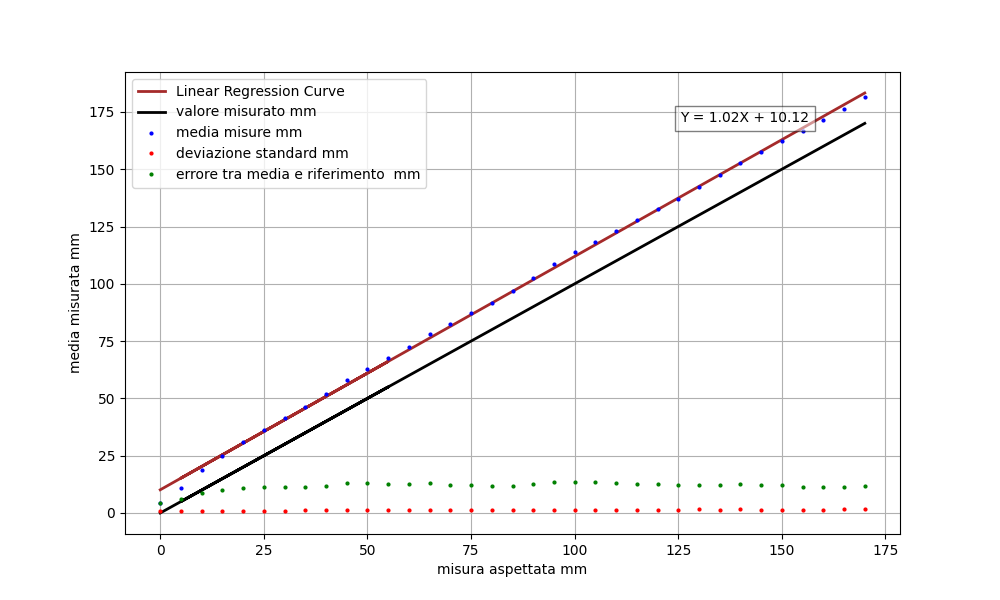 Linear Regression Curve
valore misurato mm
media misure mm
deviazione standard mm
errore tra media e riferimento  mm
Y = 1.02X + 10.12
media misurata mm
175
150
125
100
75
50
25
0
0 25 50 75 100 125 150 175
misura aspettata mm